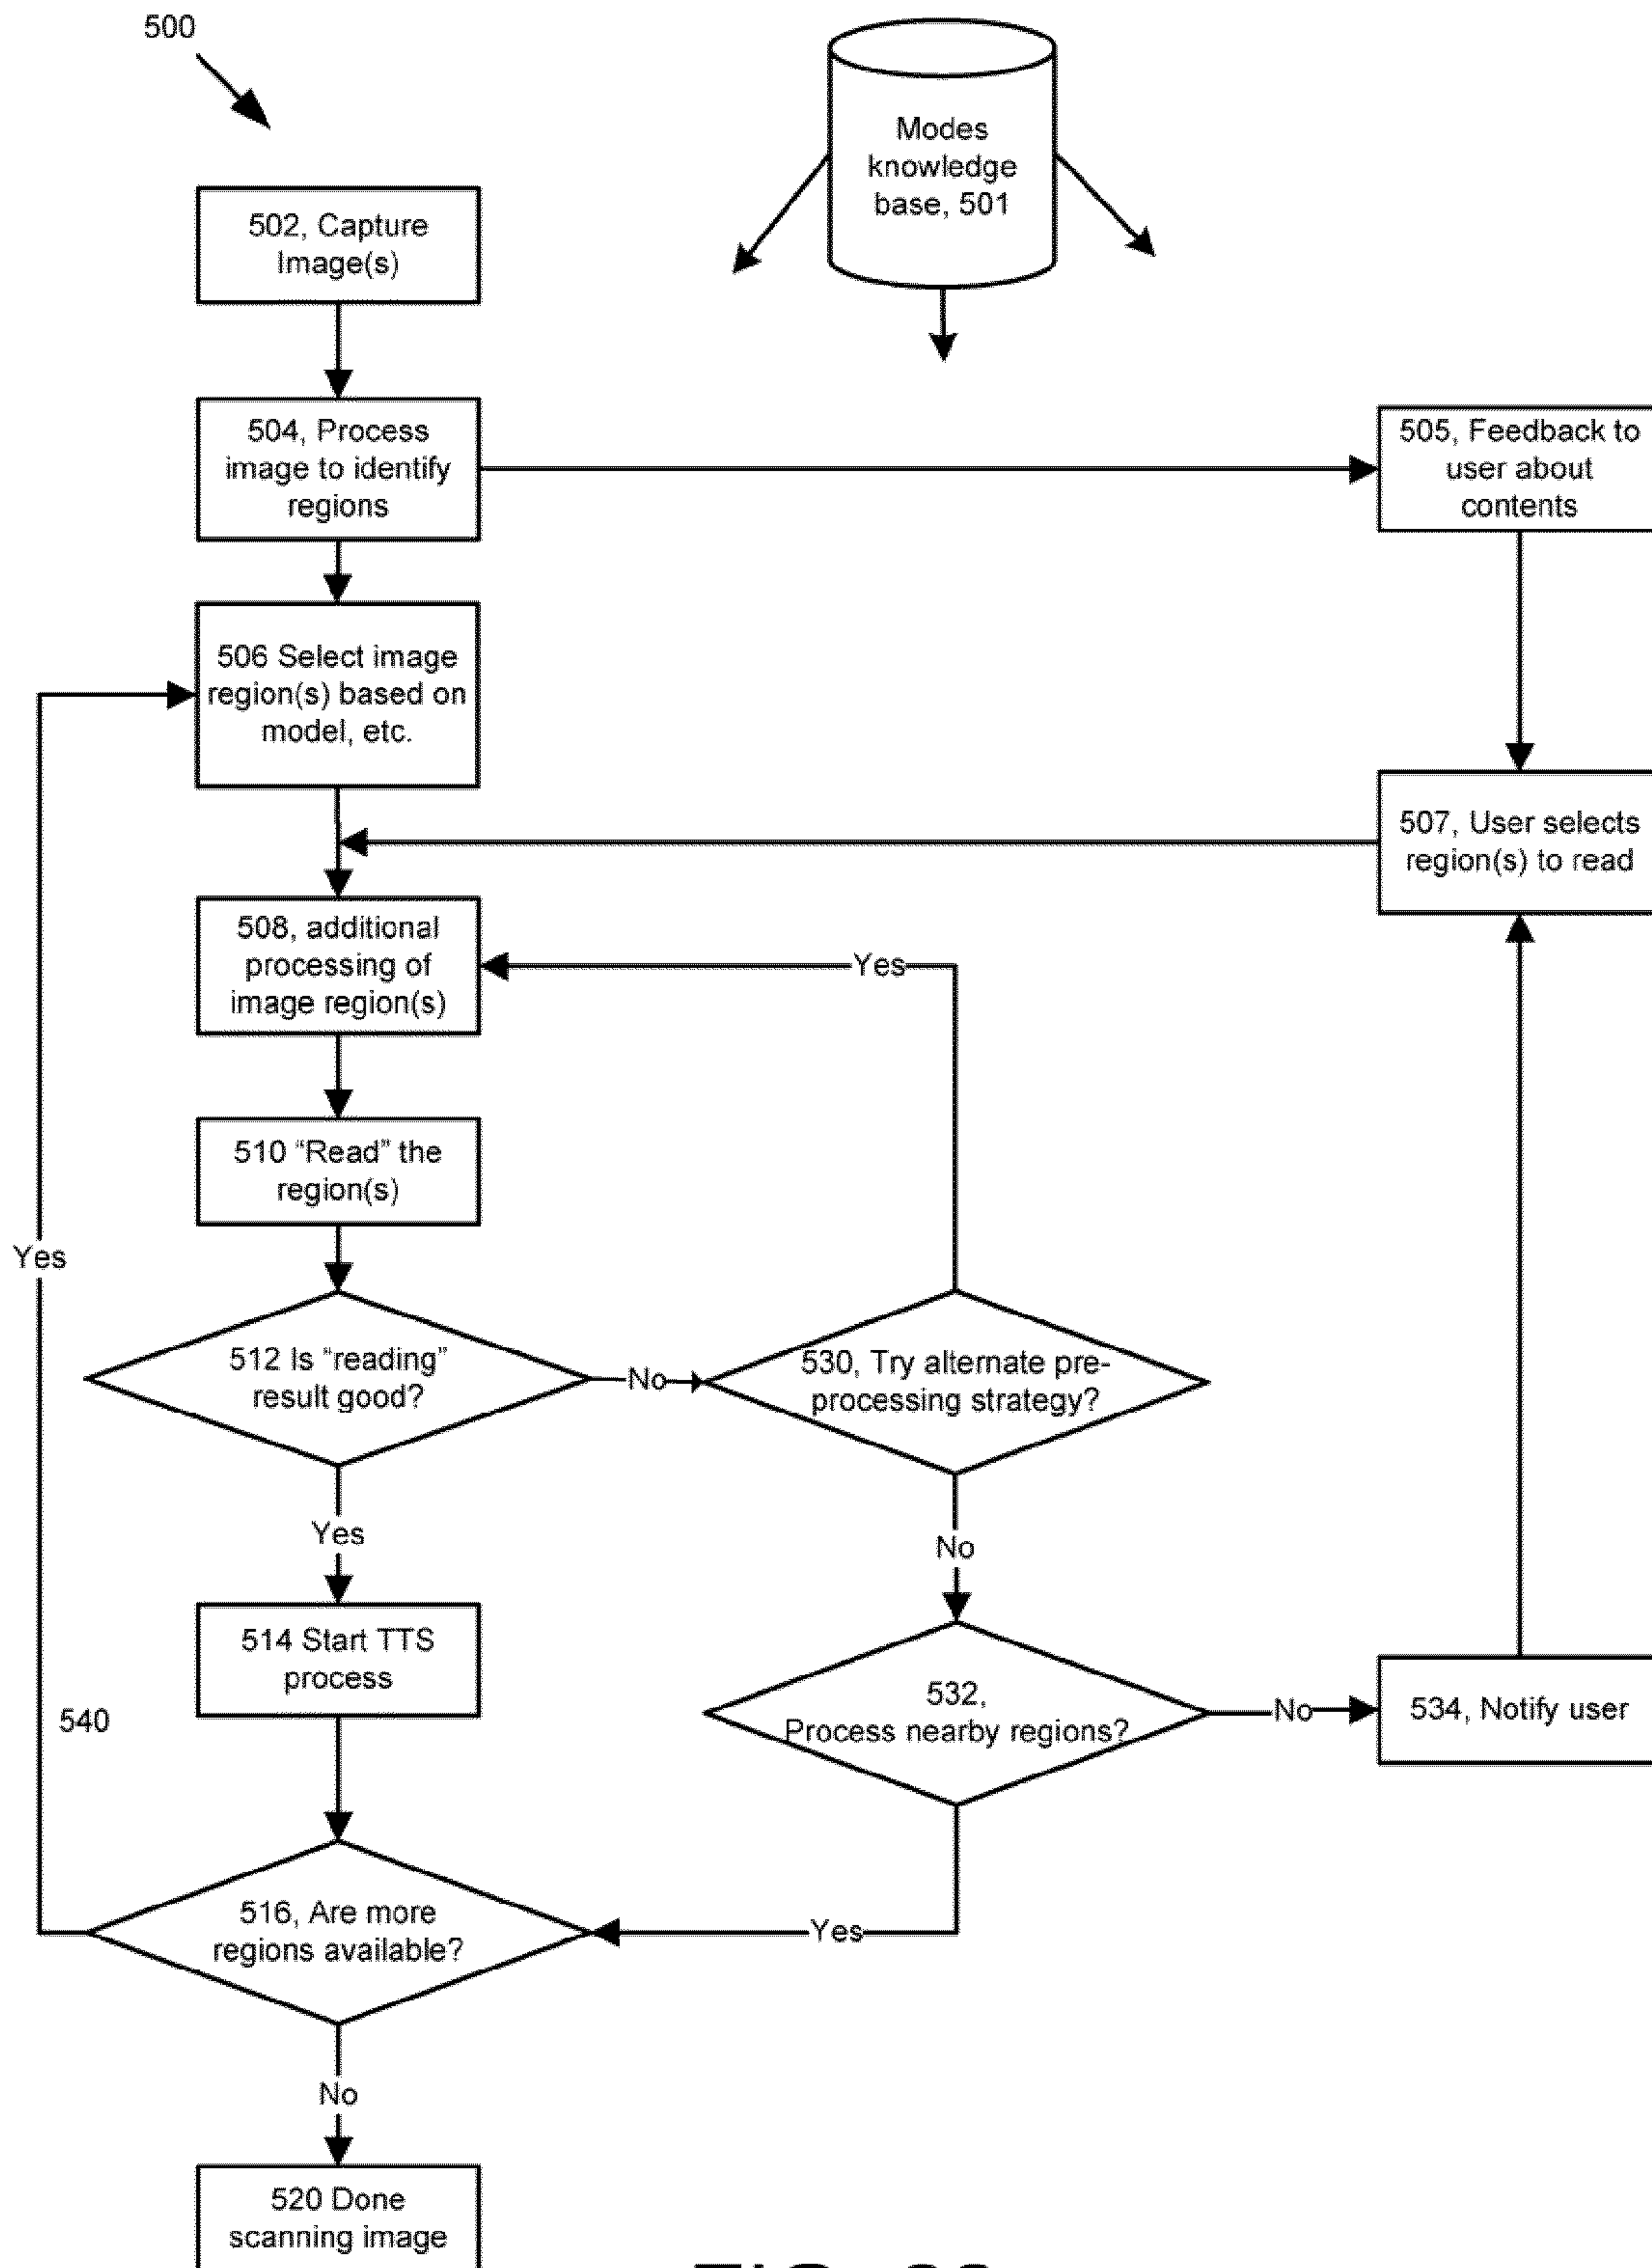 500
Modes
knowledge
base, 501
502, Capture
Image(s)
504, Process
image to identify
regions
505, Feedback to
user about
contents
506 Select image
region(s) based on
model, etc.
507, User selects
region(s) to read
508, additional
processing of
image region(s)
Yes
510 “Read” the
region(s)
Yes
512 Is “reading”
result good?
No
530, Try alternate pre-
processing strategy?
Yes
No
514 Start TTS
process
532,
Process nearby regions?
No
534, Notify user
540
516, Are more
regions available?
Yes
No
520 Done
scanning image